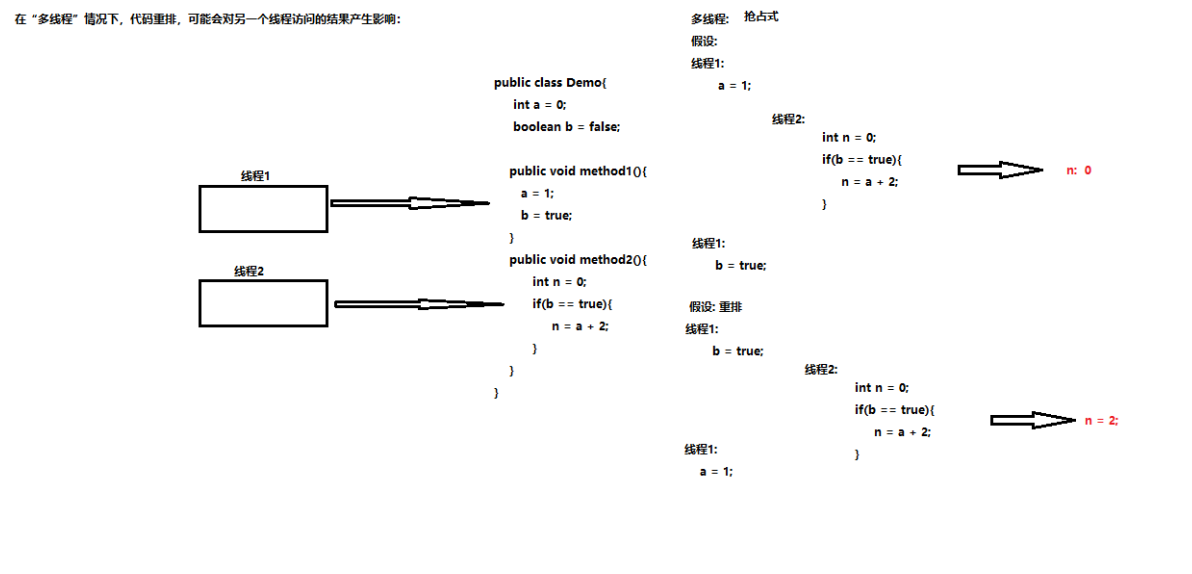 在“多线程”情况下，代码重排，可能会对另一个线程访问的结果产生影响：
线程1
线程2
public class Demo{
int a = 0;
boolean b = false;
public void method1(){
a = 1;
b = true;
}
public void method2(){
int n = 0;
if(b == true){
n = a + 2;
}
}
}
多线程: 抢占式
假设:
线程1:
a = 1;
线程2:
int n = 0;
if(b == true){
n = a + 2;
}
n: 0
线程1:
b = true;
假设: 重排
线程1:
b = true;
线程2:
int n = 0;
if(b == true){
n = a + 2;
}
n = 2;
线程1:
a = 1;